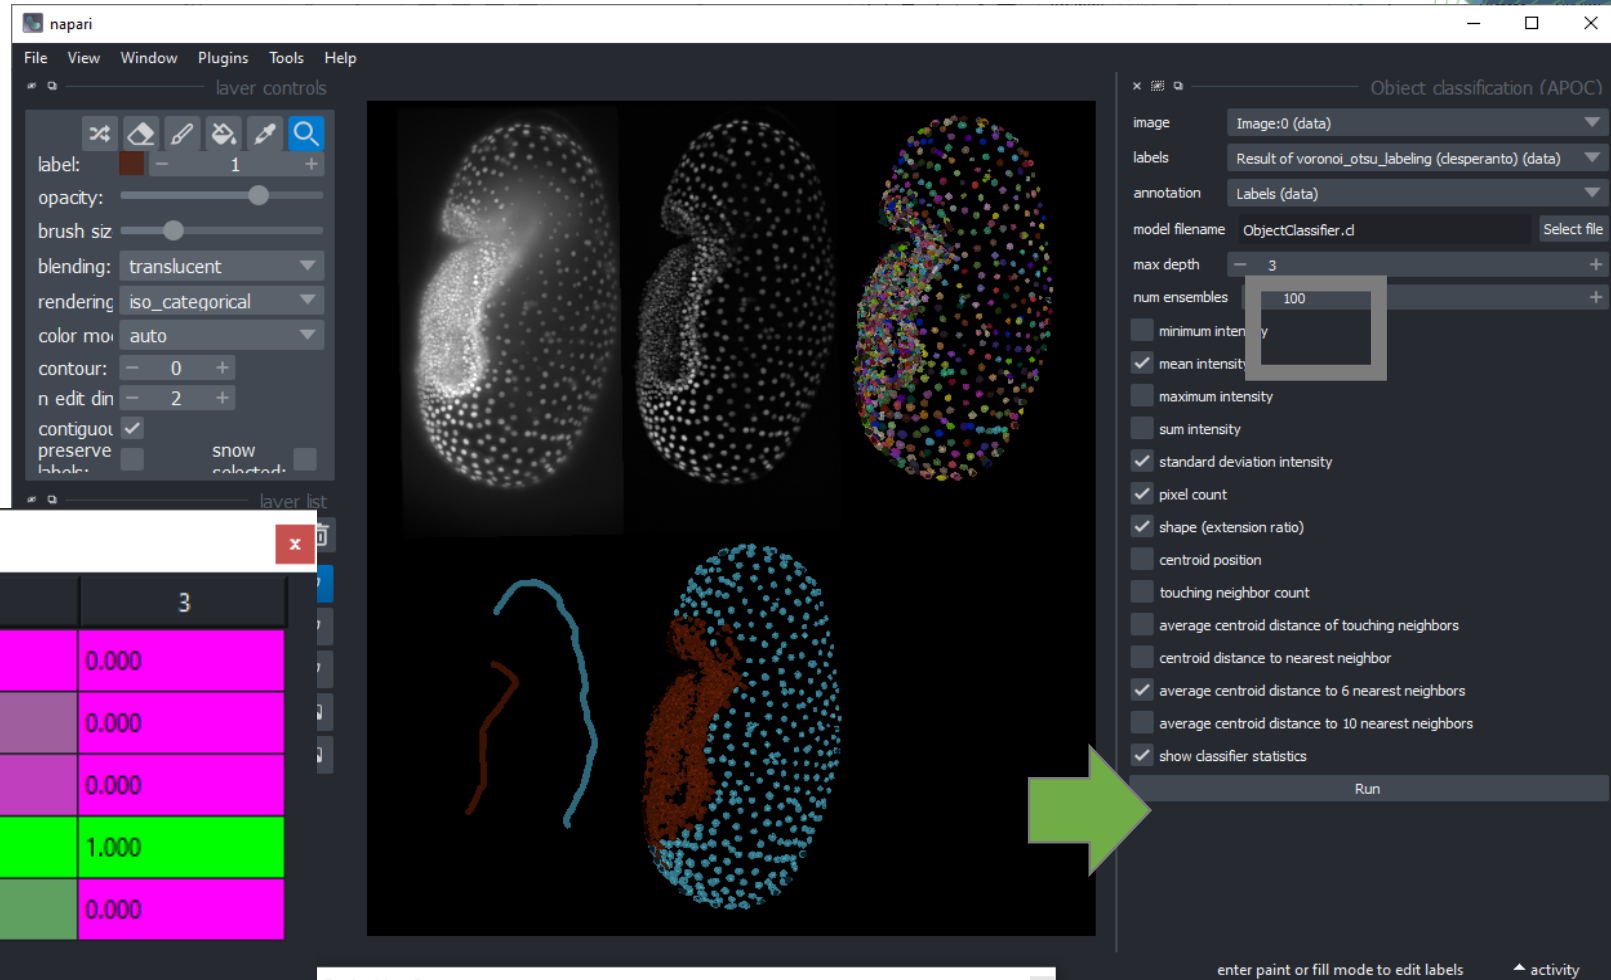 napari
File View Window Plugins Tools Help
layer controls
label: 1
opacity:
brush siz
blending: translucent
rendering iso_categorical
color mo auto
contour: 0
n edit din 2
contiguou
preserve
labels:
show
selected:
layer list
3
0.000
0.000
0.000
1.000
0.000
Object classification (APOC)
image Image:0 (data)
labels Result of voronoi_otsu_labeling (clesperanto) (data)
annotation Labels (data)
model filename ObjectClassifier.cl Select file
max depth 3
num ensembles 100
minimum inten y
mean intensity
maximum intensity
sum intensity
standard deviation intensity
pixel count
shape (extension ratio)
centroid position
touching neighbor count
average centroid distance of touching neighbors
centroid distance to nearest neighbor
average centroid distance to 6 nearest neighbors
average centroid distance to 10 nearest neighbors
show classifier statistics
Run
enter paint or fill mode to edit labels activity